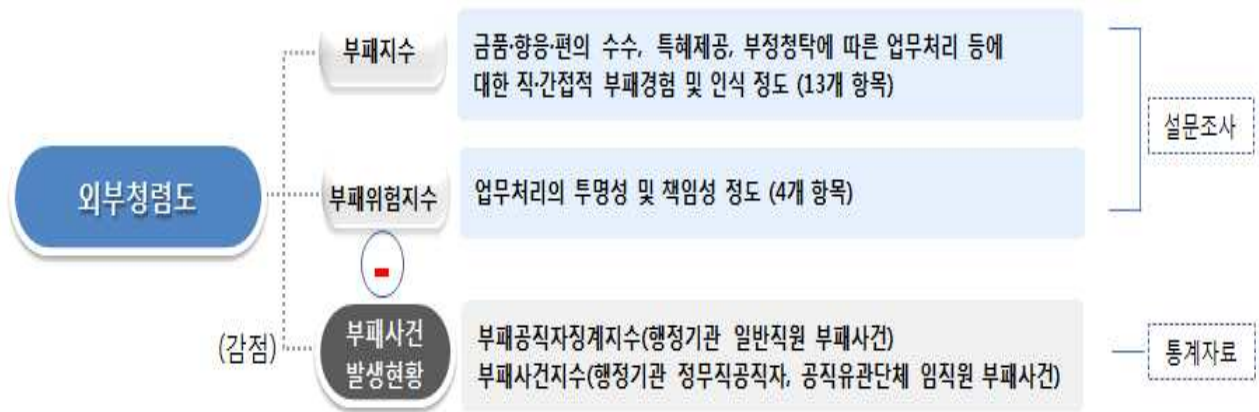 외부청렴도
부패지수
금품·향응·편의 수수, 특혜제공, 부정청탁에 따른 업무처리 등에
대한 직·간접적 부패경험 및 인식 정도 (13개 항목)
부패위험지수
업무처리의 투명성 및 책임성 정도 (4개 항목)
설문조사
-
(감점)
부패사건
발생현황
부패공직자징계지수(행정기관 일반직원 부패사건)
부패사건지수(행정기관 정무직공직자, 공직유관단체 임직원 부패사건)
통계자료